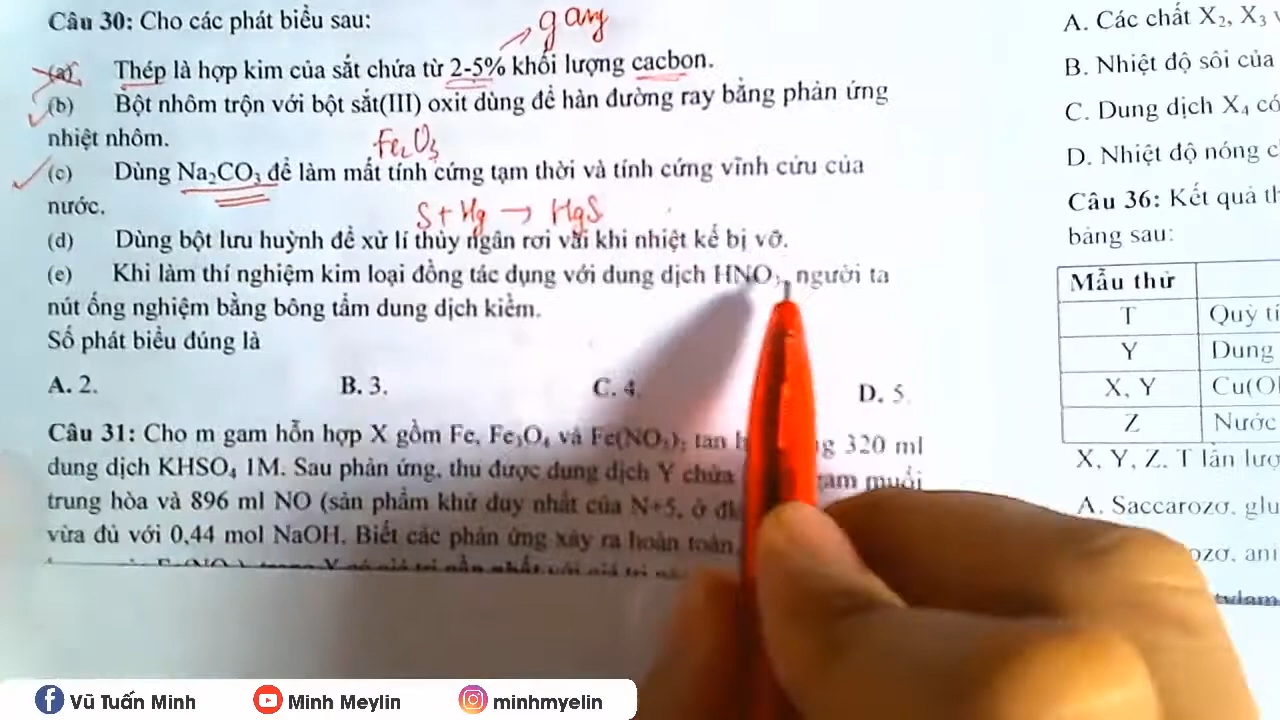 Câu 30: Cho các phát biểu sau:
gang
(a) Thép là hợp kim của sắt chứa từ 2-5% khối lượng cacbon.
(b) Bột nhôm trộn với bột sắt(III) oxit dùng để hàn đường ray bằng phản ứng
nhiệt nhôm.
Fe2O3
(c) Dùng Na2CO3 để làm mất tính cứng tạm thời và tính cứng vĩnh cửu của
nước.
S + Hg → HgS
(d) Dùng bột lưu huỳnh để xử lí thủy ngân rơi vãi khi nhiệt kế bị vỡ.
(e) Khi làm thí nghiệm kim loại đồng tác dụng với dung dịch HNO3, người ta
nút ống nghiệm bằng bông tẩm dung dịch kiềm.
Số phát biểu đúng là
A. 2. B. 3. C. 4. D. 5.
Câu 31: Cho m gam hỗn hợp X gồm Fe, Fe3O4 và Fe(NO3)2 tan 320 ml
dung dịch KHSO4 1M. Sau phản ứng, thu được dung dịch Y chứa gam muối
trung hòa và 896 ml NO (sản phẩm khử duy nhất của N+5, ở
vừa đủ với 0,44 mol NaOH. Biết các phản ứng xảy ra hoàn toàn.
A. Các chất X2, X3
B. Nhiệt độ sôi của
C. Dung dịch X4 có
D. Nhiệt độ nóng
Câu 36: Kết quả
bảng sau:
Mẫu thử
T Quỳ
Y Dung
X, Y
Z Nước
X, Y, Z, T lần
A. Saccarozơ,
Vũ Tuấn Minh Minh Meylin minhmyelin